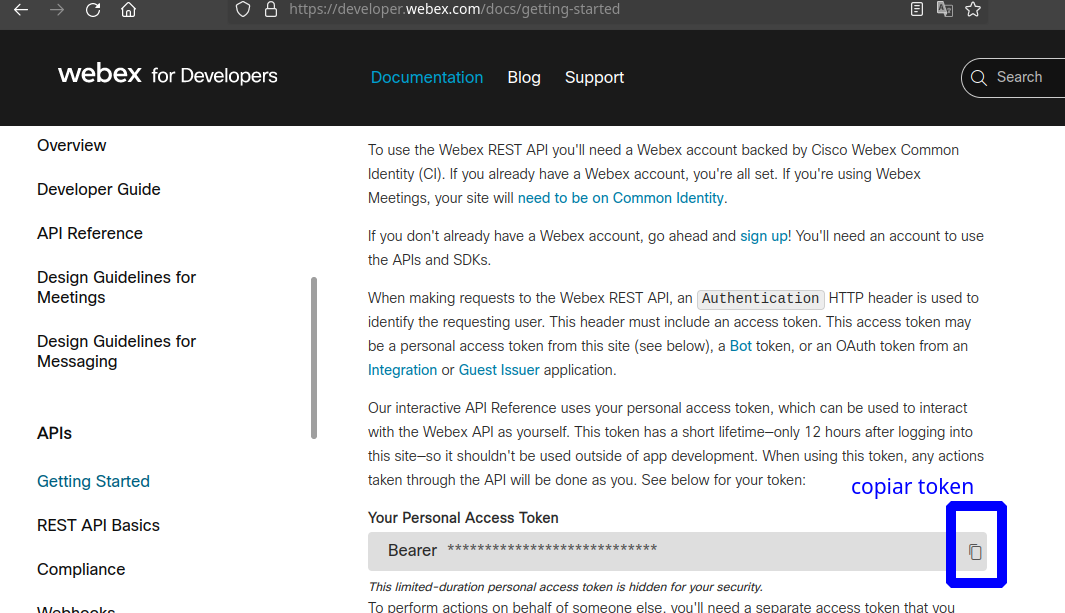 https://developer.webex.com/docs/getting-started
webex for Developers
Documentation
Blog
Support
Search
Overview
Developer Guide
API Reference
Design Guidelines for
Meetings
Design Guidelines for
Messaging
APIs
Getting Started
REST API Basics
Compliance
Webhooks
To use the Webex REST API you'll need a Webex account backed by Cisco Webex Common
Identity (CI). If you already have a Webex account, you're all set. If you're using Webex
Meetings, your site will need to be on Common Identity.
If you don't already have a Webex account, go ahead and sign up! You'll need an account to use
the APIs and SDKs.
When making requests to the Webex REST API, an Authentication HTTP header is used to
identify the requesting user. This header must include an access token. This access token may
be a personal access token from this site (see below), a Bot token, or an OAuth token from an
Integration or Guest Issuer application.
Our interactive API Reference uses your personal access token, which can be used to interact
with the Webex API as yourself. This token has a short lifetime—only 12 hours after logging into
this site—so it shouldn't be used outside of app development. When using this token, any actions
taken through the API will be done as you. See below for your token:
copiar token
Your Personal Access Token
Bearer ****************************
This limited-duration personal access token is hidden for your security.
To perform actions on behalf of someone else, you'll need a separate access token that you